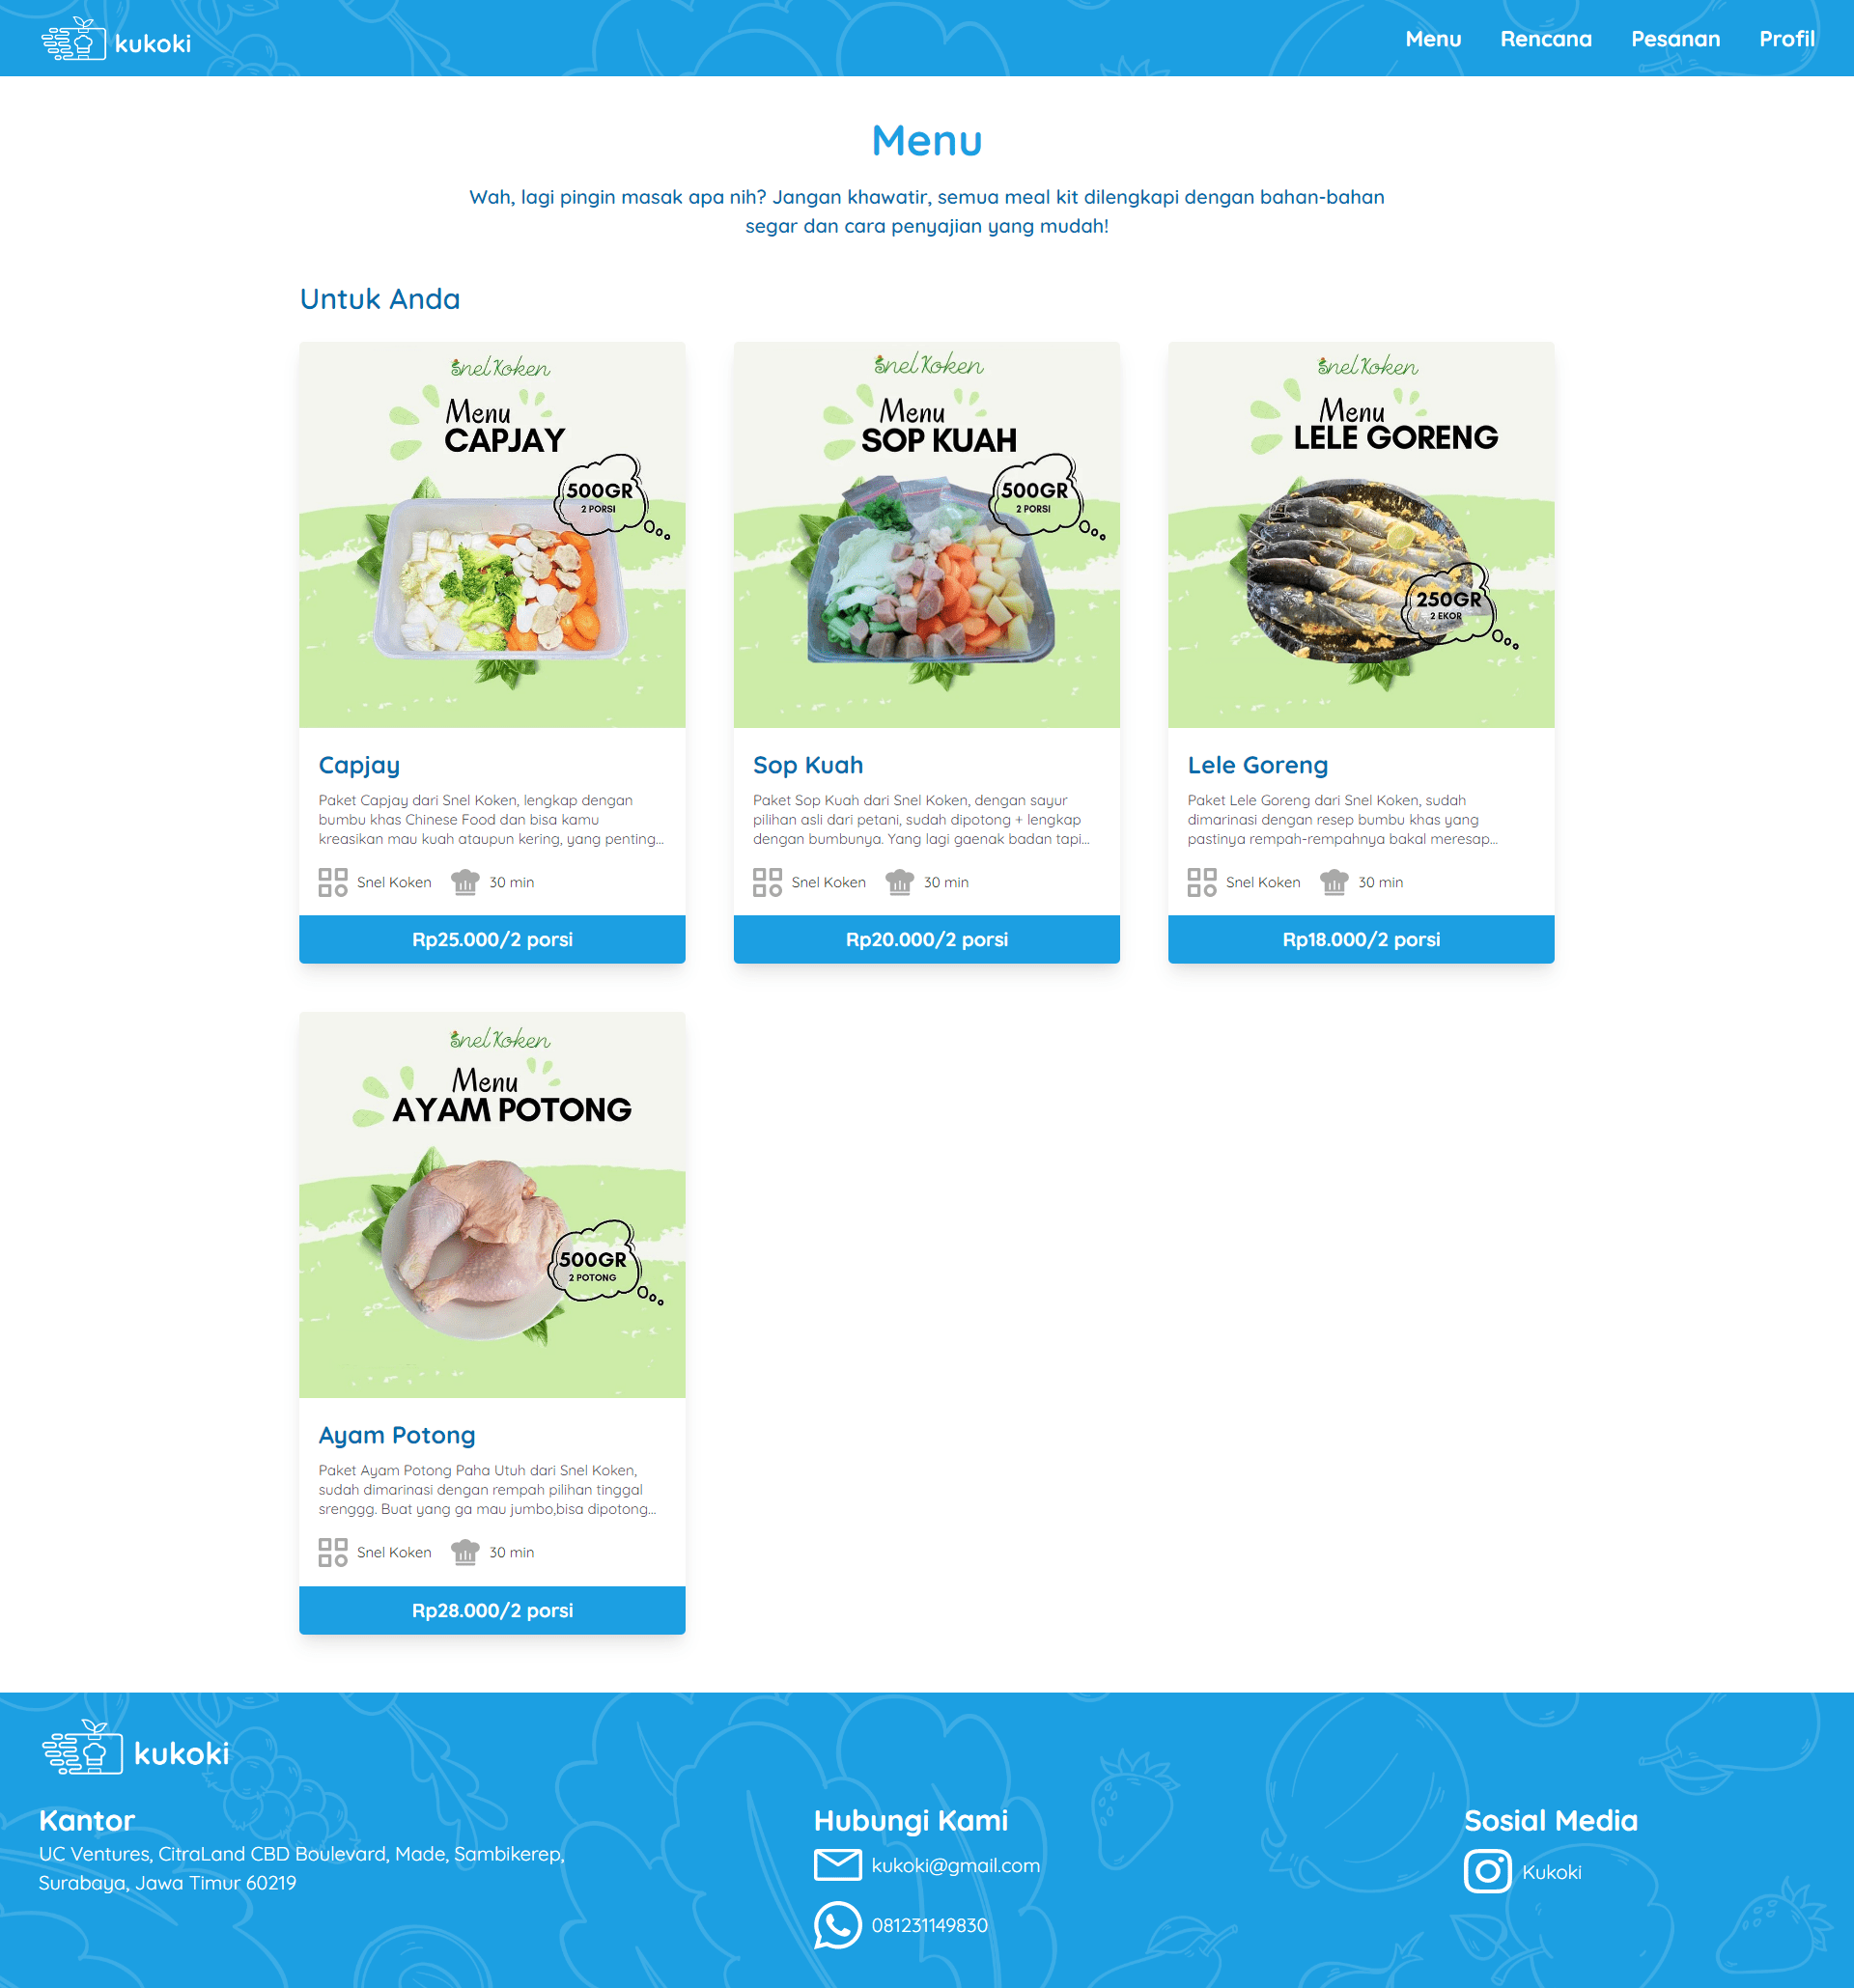 kukoki
Menu Rencana Pesanan Profil
Menu
Wah, lagi pingin masak apa nih? Jangan khawatir, semua meal kit dilengkapi dengan bahan-bahan
segar dan cara penyajian yang mudah!
Untuk Anda
Snel Koken
Menu
CAPJAY
500GR
2 PORSI
Capjay
Paket Capjay dari Snel Koken, lengkap dengan
bumbu khas Chinese Food dan bisa kamu
kreasikan mau kuah ataupun kering, yang penting...
Snel Koken 30 min
Rp25.000/2 porsi
Snel Koken
Menu
SOP KUAH
500GR
2 PORSI
Sop Kuah
Paket Sop Kuah dari Snel Koken, dengan sayur
pilihan asli dari petani, sudah dipotong + lengkap
dengan bumbunya. Yang lagi gaenak badan tapi...
Snel Koken 30 min
Rp20.000/2 porsi
Snel Koken
Menu
LELE GORENG
250GR
2 EKOR
Lele Goreng
Paket Lele Goreng dari Snel Koken, sudah
dimarinasi dengan resep bumbu khas yang
pastinya rempah-rempahnya bakal meresap...
Snel Koken 30 min
Rp18.000/2 porsi
Snel Koken
Menu
AYAM POTONG
500GR
2 POTONG
Ayam Potong
Paket Ayam Potong Paha Utuh dari Snel Koken,
sudah dimarinasi dengan rempah pilihan tinggal
srenggg. Buat yang ga mau jumbo,bisa dipotong...
Snel Koken 30 min
Rp28.000/2 porsi
kukoki
Kantor
UC Ventures, CitraLand CBD Boulevard, Made, Sambikerep,
Surabaya, Jawa Timur 60219
Hubungi Kami
kukoki@gmail.com
081231149830
Sosial Media
Kukoki